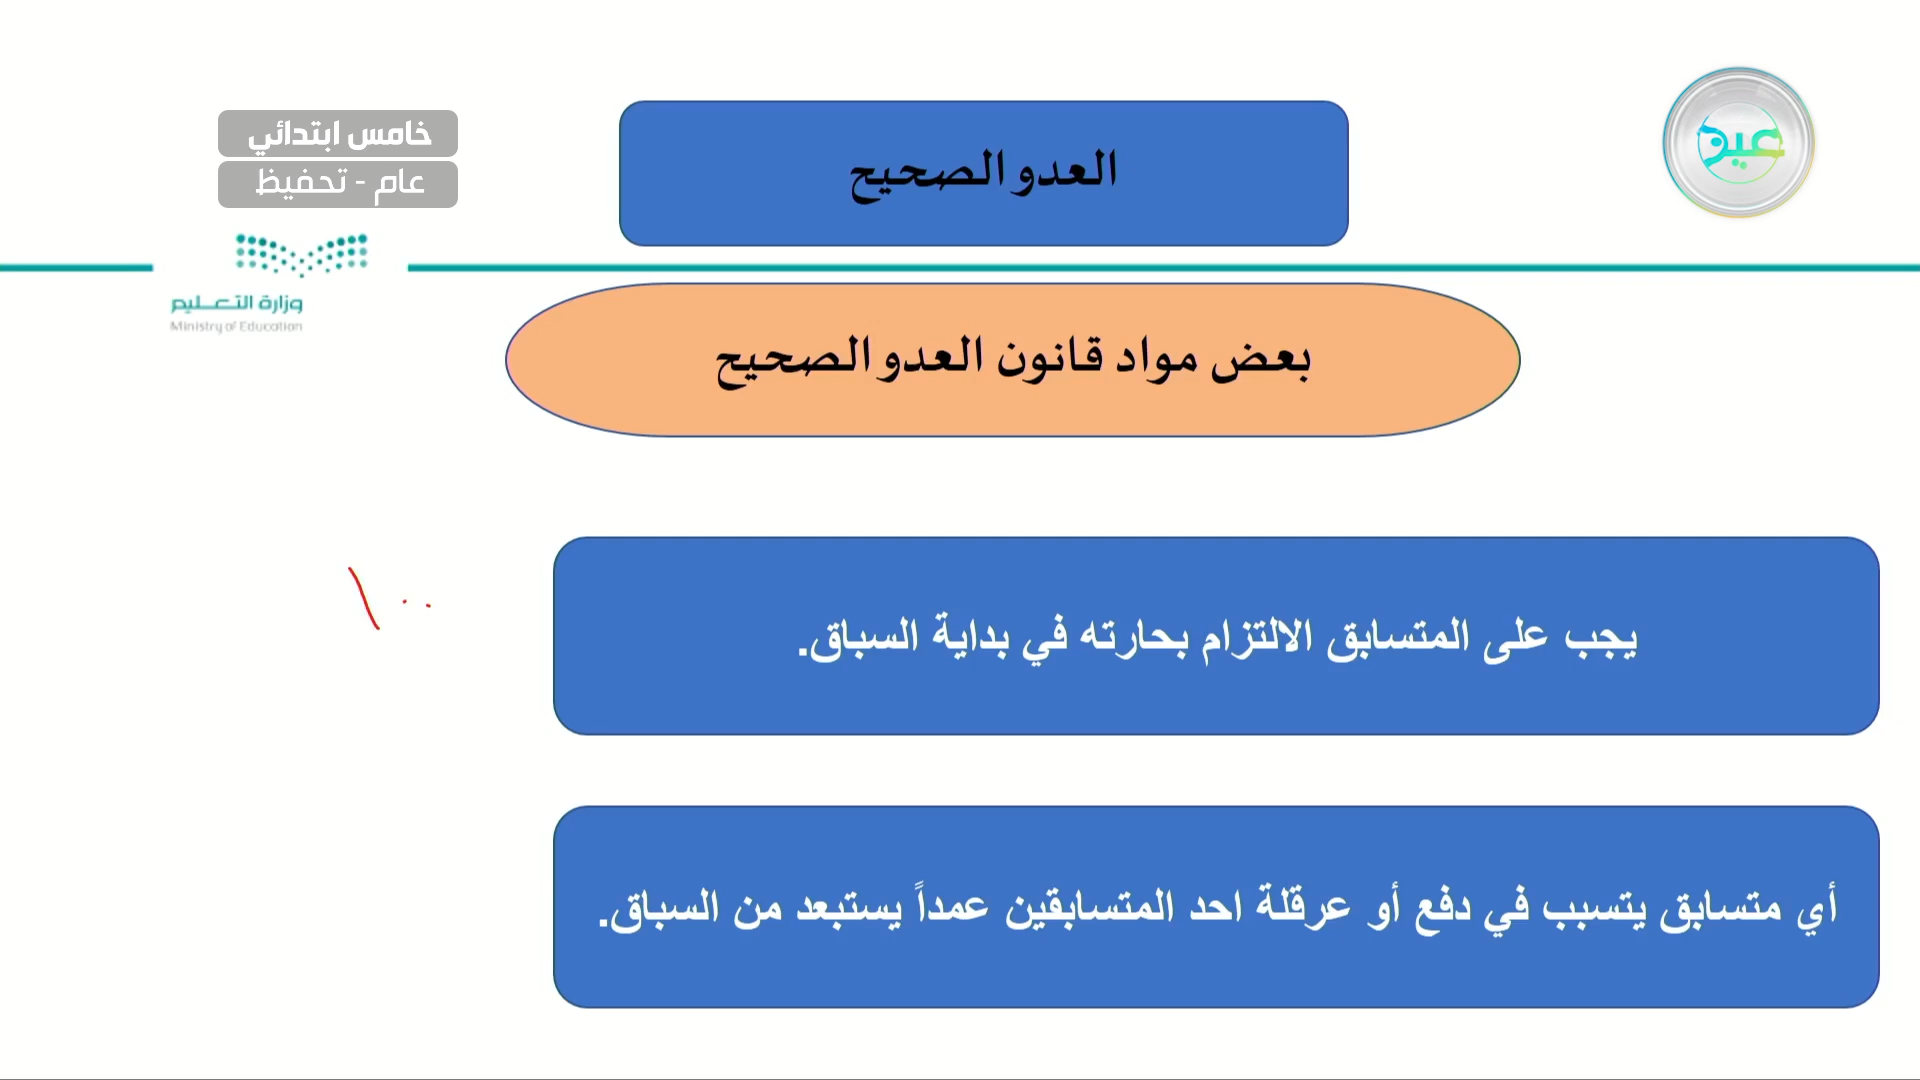 خامس ابتدائي
عام - تحفيظ
العدو الصحيح
عين
وزارة التعليم
Ministry of Education
بعض مواد قانون العدو الصحيح
١٠٠
يجب على المتسابق الالتزام بحارته في بداية السباق.
أي متسابق يتسبب في دفع أو عرقلة احد المتسابقين عمداً يستبعد من السباق.